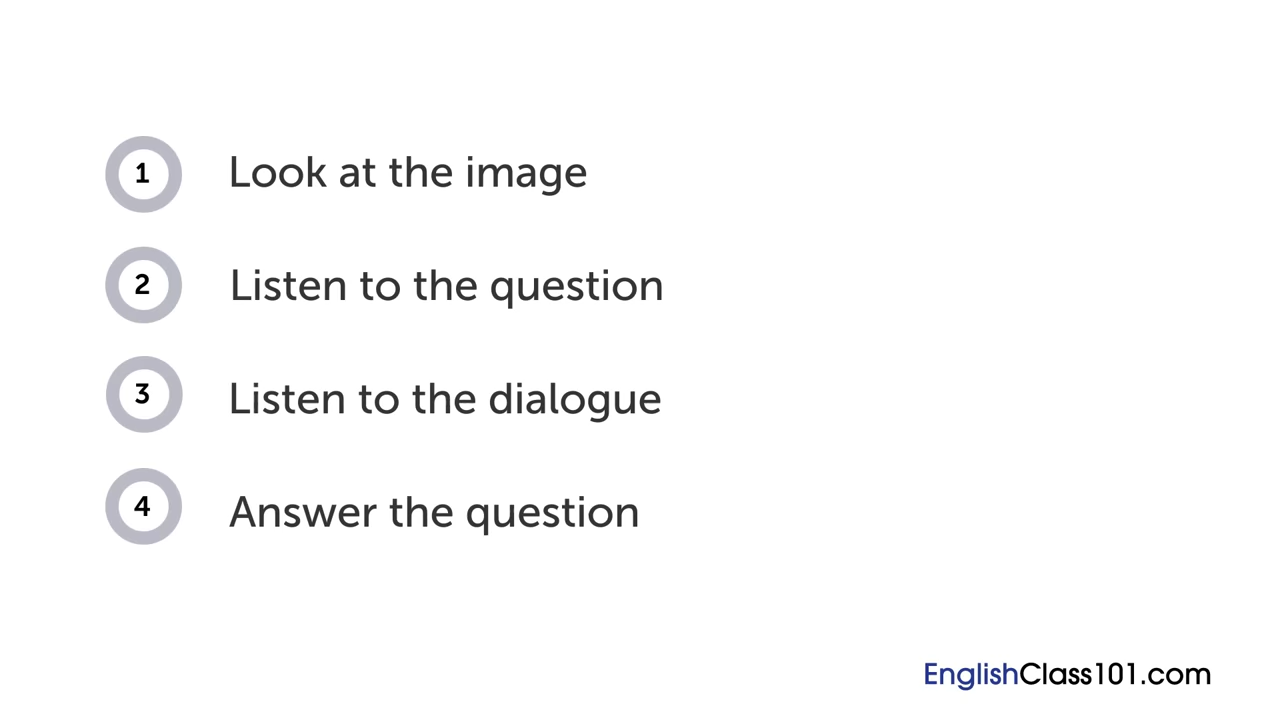 1 Look at the image
2 Listen to the question
3 Listen to the dialogue
4 Answer the question
EnglishClass101.com